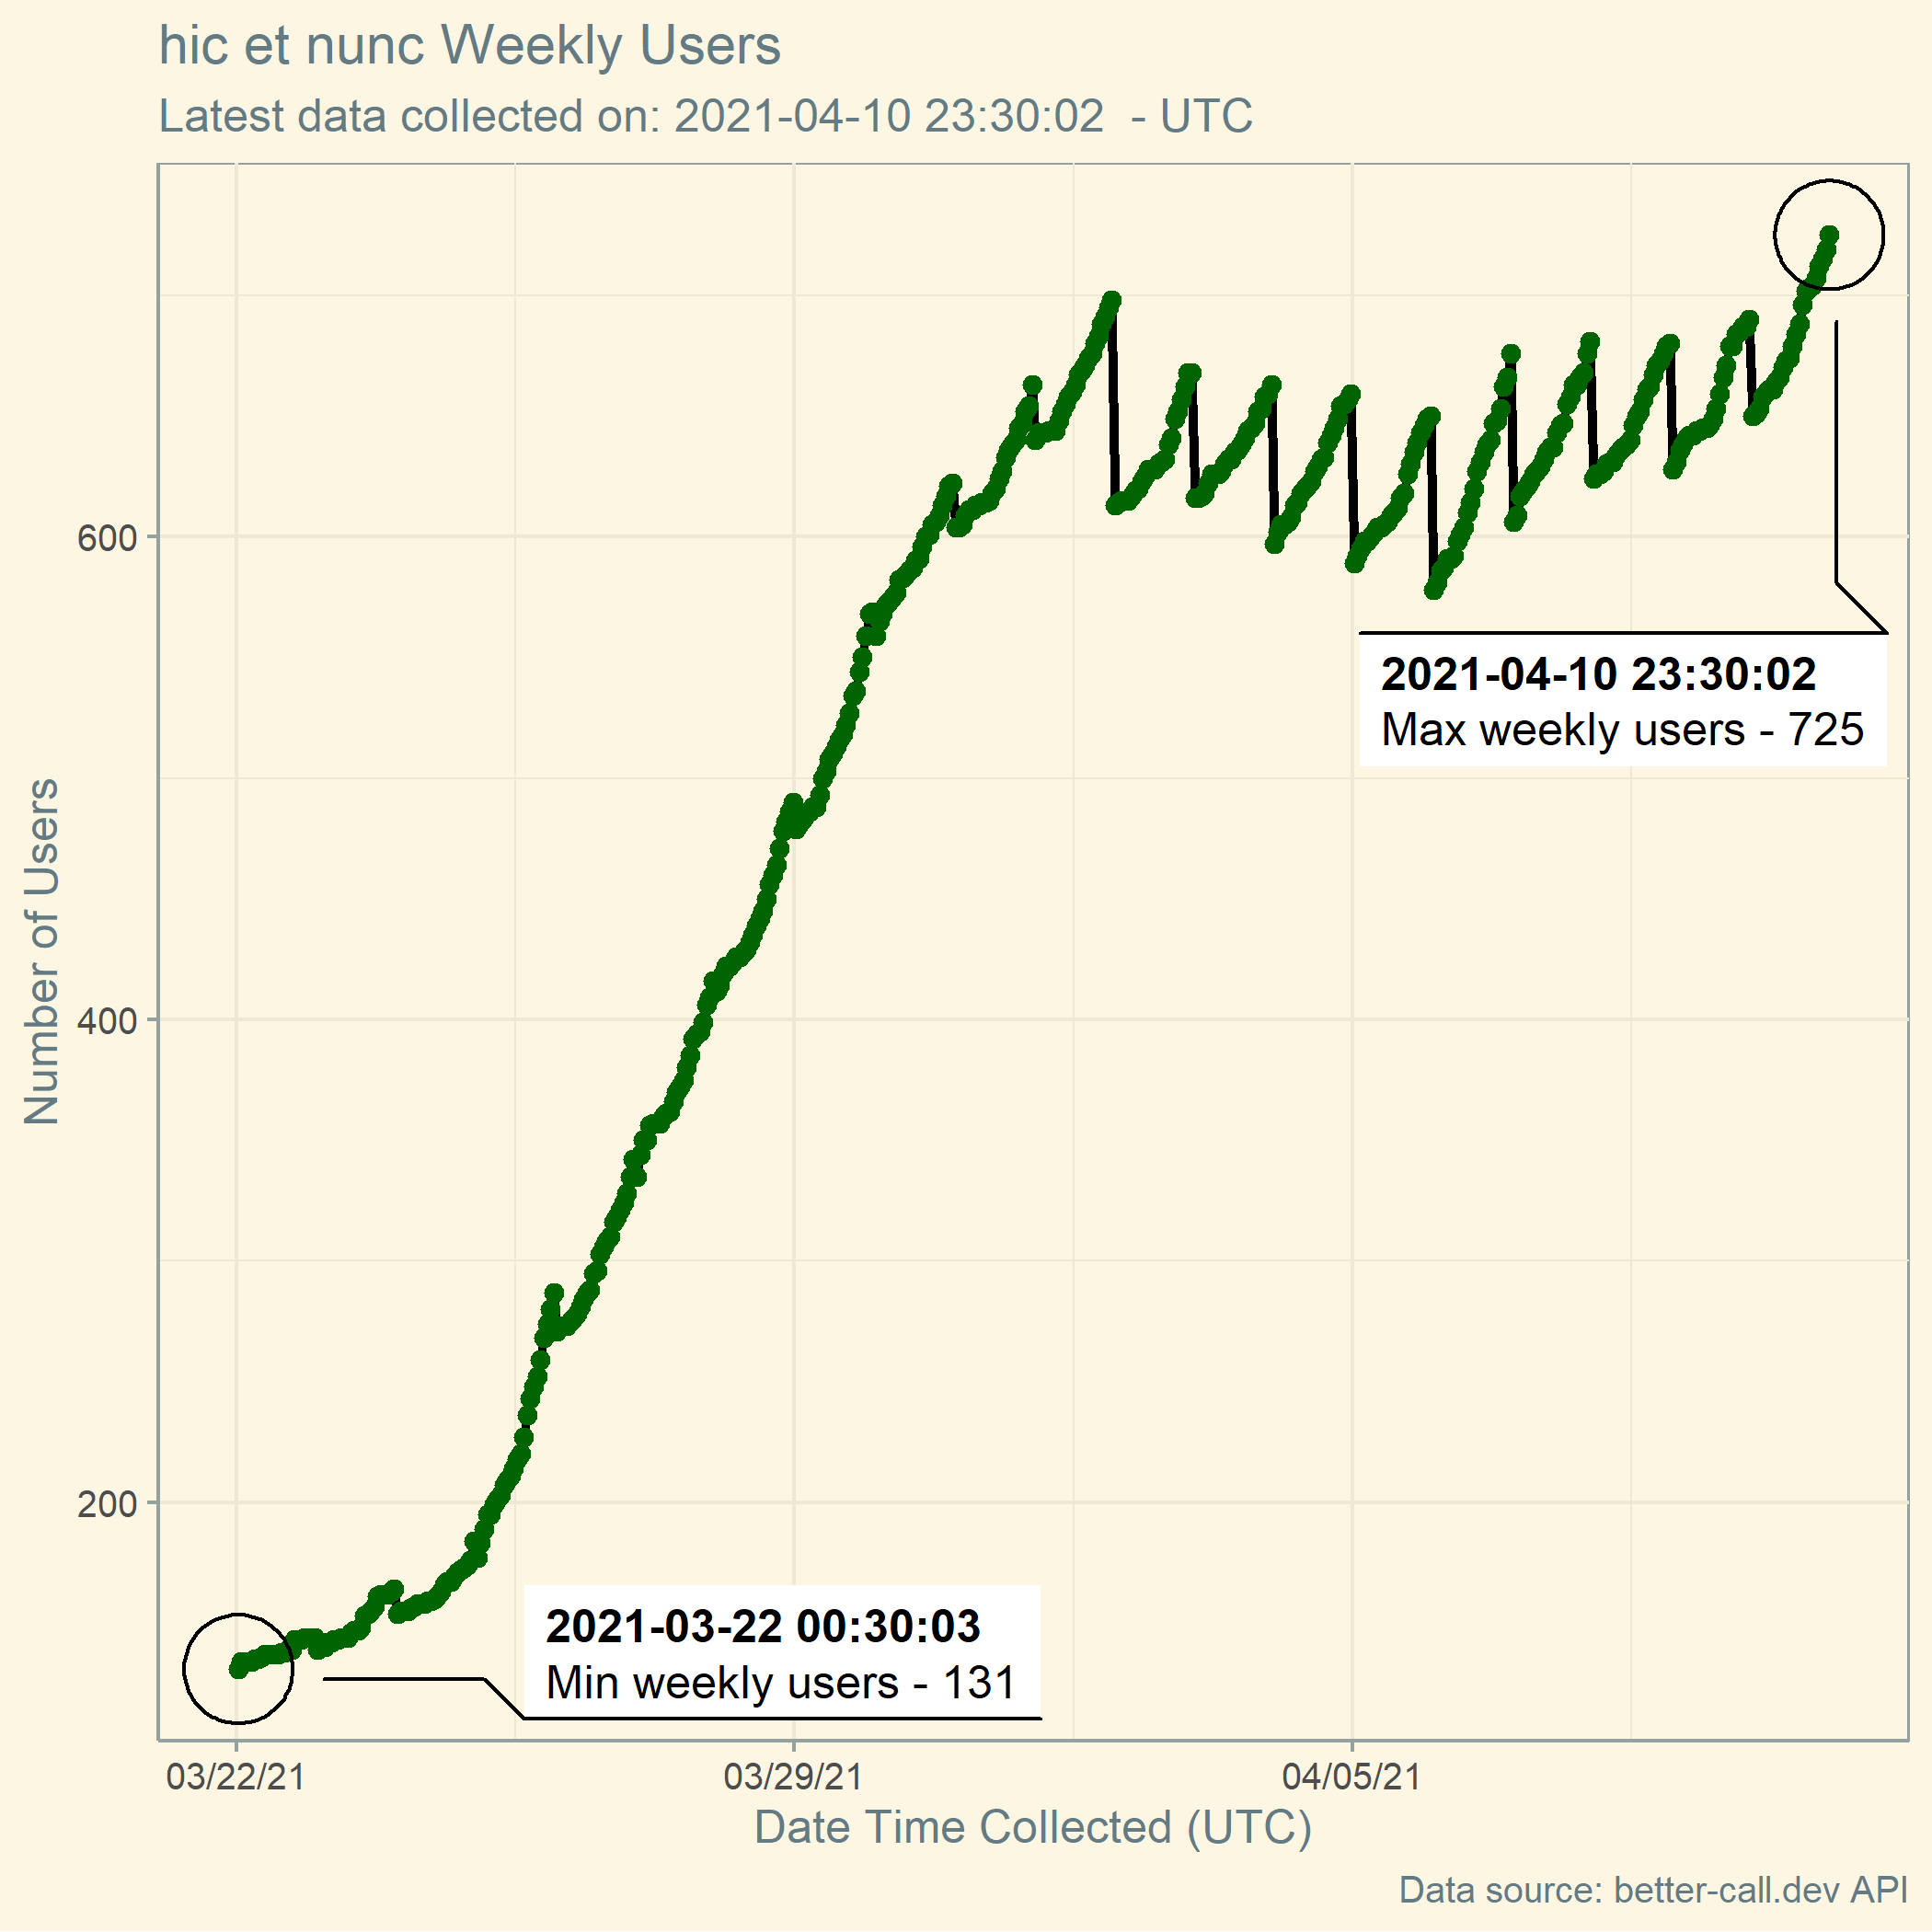 hic et nunc Weekly Users
Latest data collected on: 2021-04-10 23:30:02  - UTC
Number of Users
600
400
200
2021-04-10 23:30:02
Max weekly users - 725
2021-03-22 00:30:03
Min weekly users - 131
03/22/21
03/29/21
04/05/21
Date Time Collected (UTC)
Data source: better-call.dev API